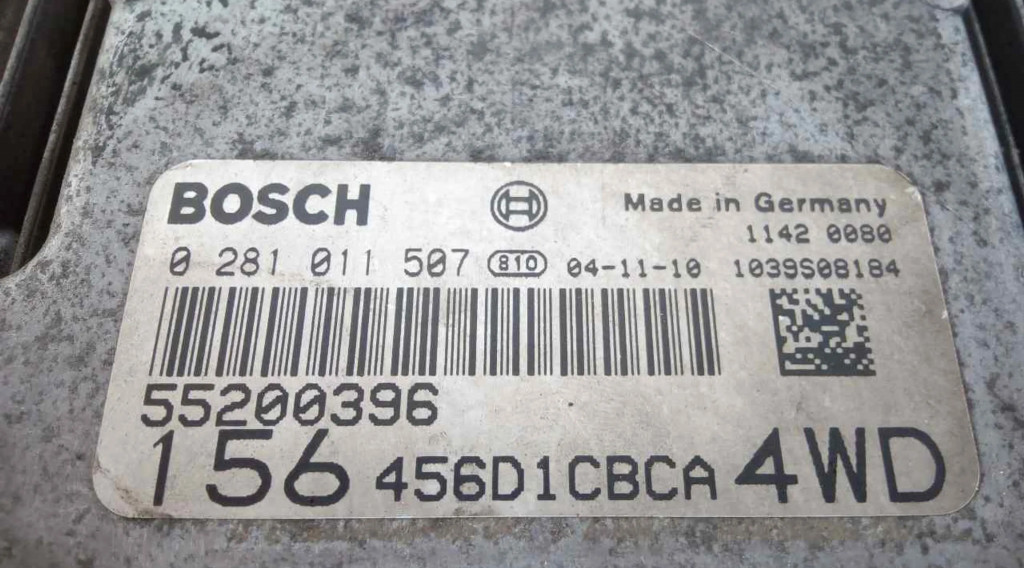 BOSCH Made in Germany
1142 0080
0 281 011 507 810 04-11-10 1039S08184
55200396
156 456D1CBCA 4WD